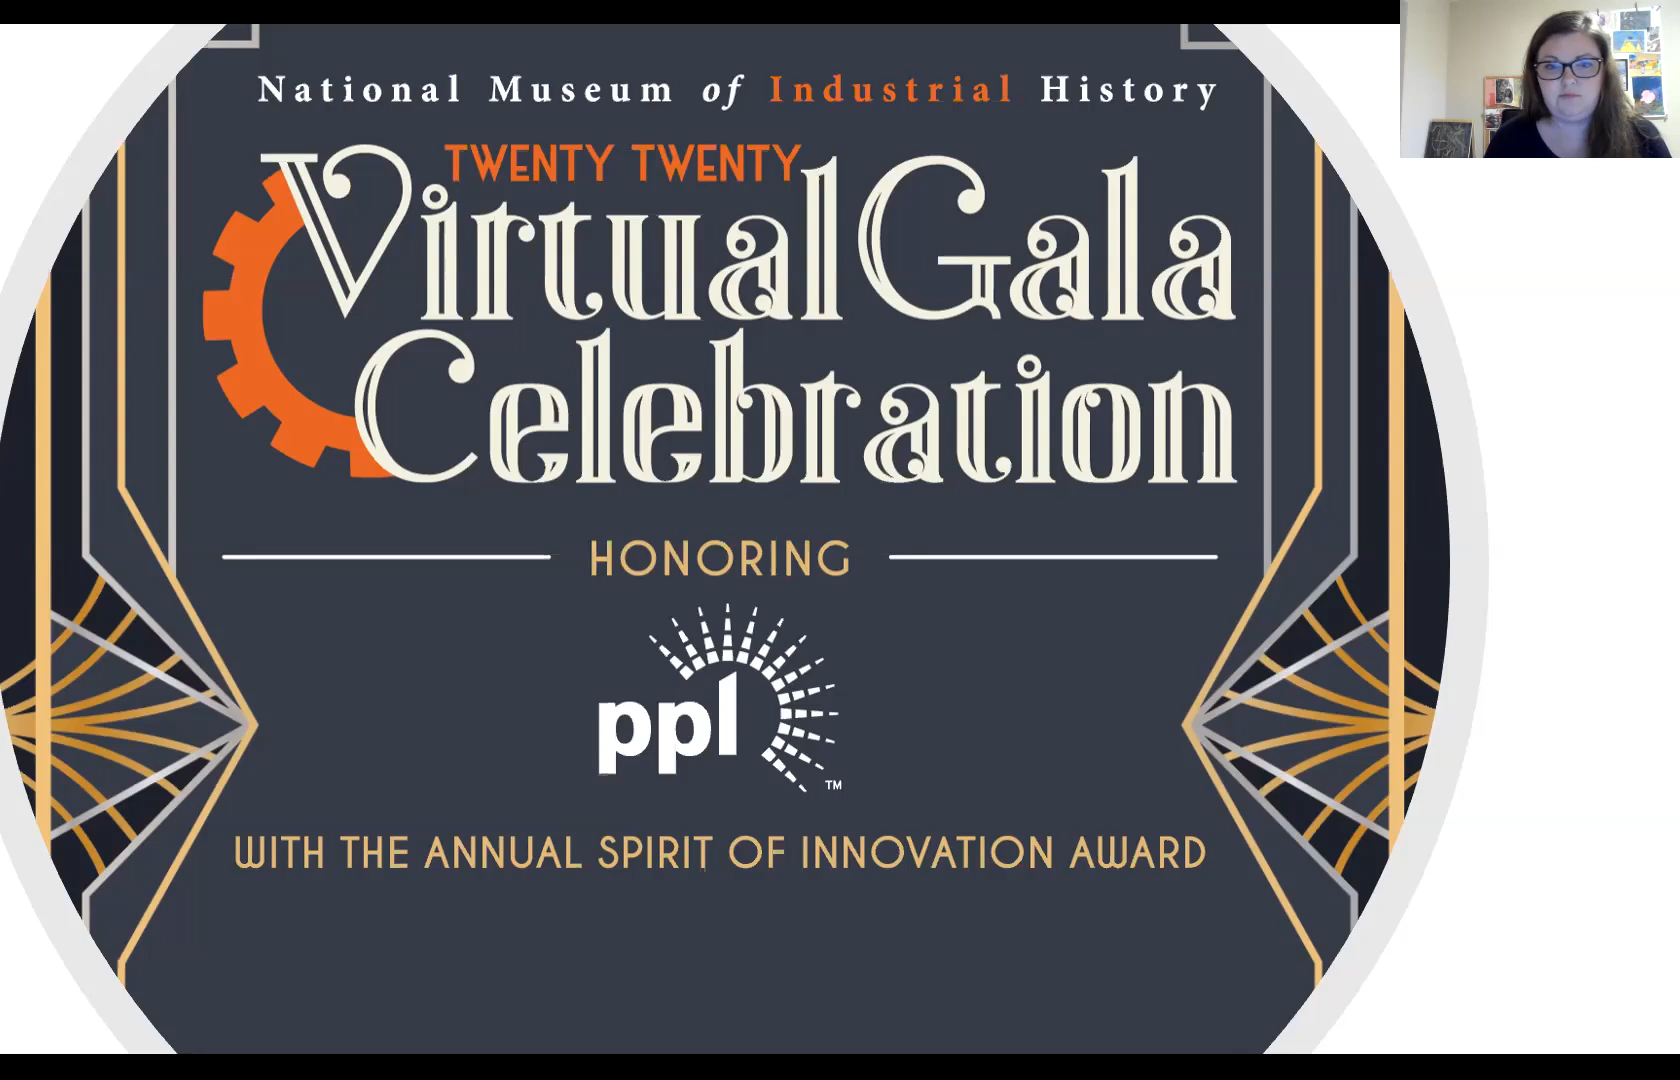 National Museum of Industrial History
TWENTY TWENTY
Virtual Gala
Celebration
HONORING
ppl
TM
WITH THE ANNUAL SPIRIT OF INNOVATION AWARD